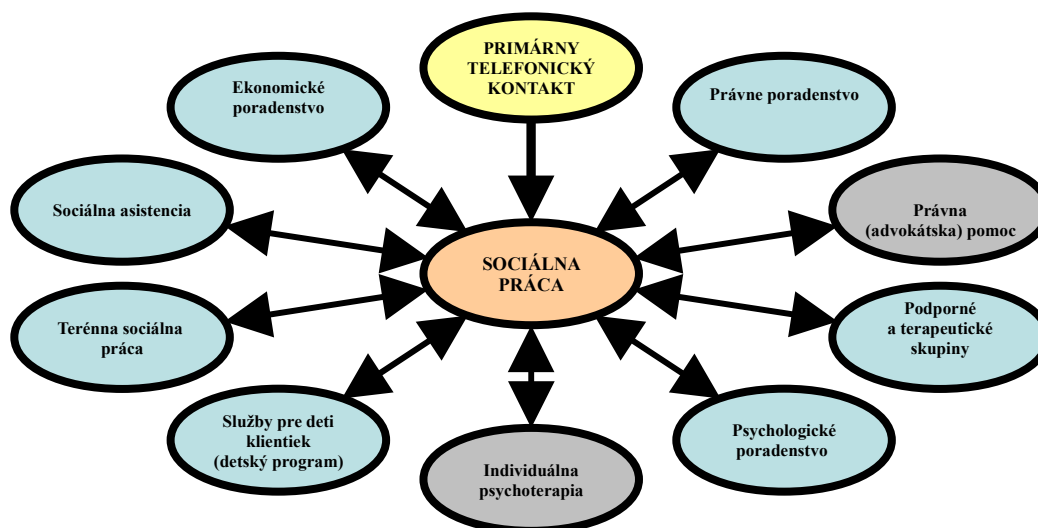 PRIMÁRNY
TELEFONICKÝ
KONTAKT
Ekonomické
poradenstvo
Právne poradenstvo
Sociálna asistencia
Právna
(advokátska) pomoc
SOCIÁLNA
PRÁCA
Terénna sociálna
práca
Podporné
a terapeutické
skupiny
Služby pre deti
klientiek
(detský program)
Psychologické
poradenstvo
Individuálna
psychoterapia